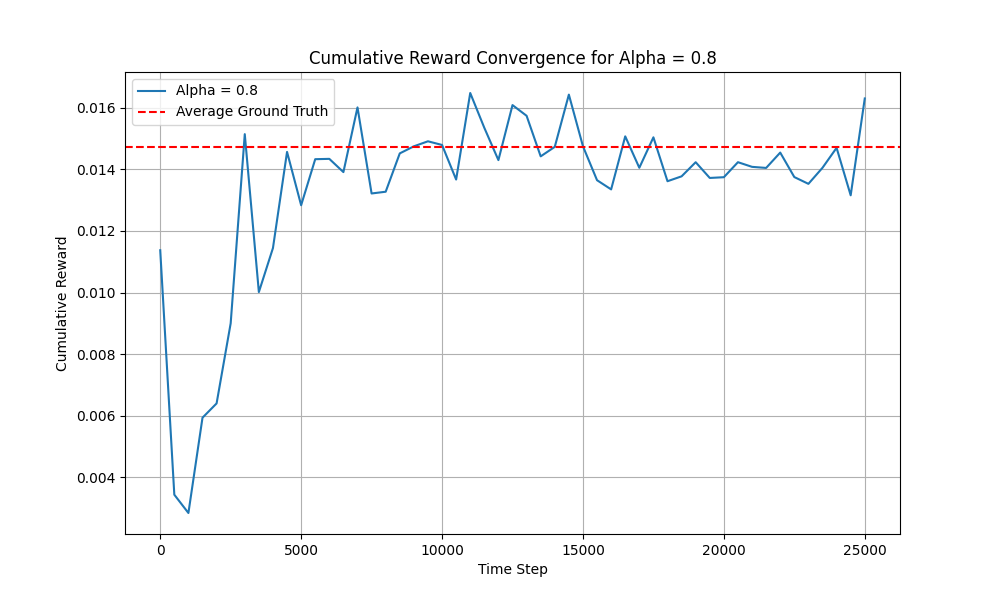 Cumulative Reward Convergence for Alpha = 0.8
Alpha = 0.8
Average Ground Truth
0.016
0.014
0.012
0.010
0.008
0.006
0.004
Cumulative Reward
0 5000 10000 15000 20000 25000
Time Step